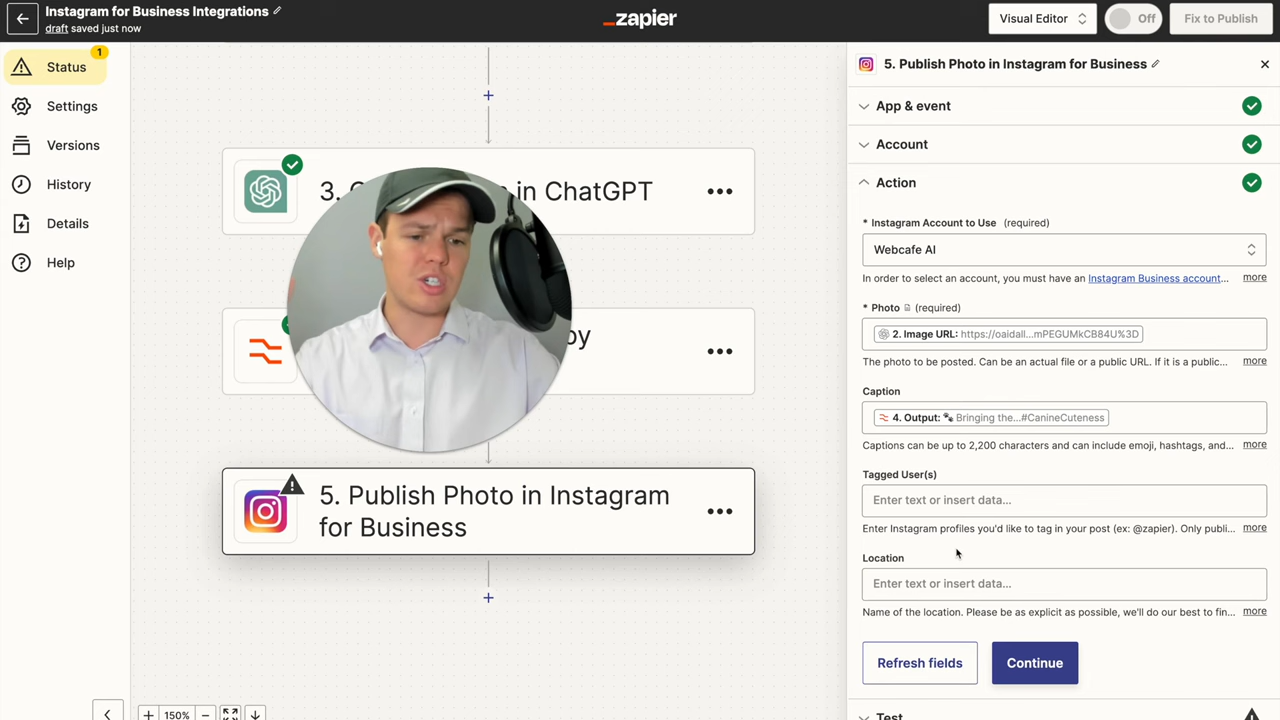 Instagram for Business Integrations
draft saved just now
zapier
Visual Editor
Off
Fix to Publish
Status
1
Settings
Versions
History
Details
Help
3.
in ChatGPT
by
5. Publish Photo in Instagram
for Business
150%
5. Publish Photo in Instagram for Business
App & event
Account
Action
* Instagram Account to Use (required)
Webcafe AI
In order to select an account, you must have an Instagram Business account... more
* Photo (required)
2. Image URL: https://oaidall...mPEGUMkCB84U%3D
The photo to be posted. Can be an actual file or a public URL. If it is a public... more
Caption
4. Output: 🐾 Bringing the...#CanineCuteness
Captions can be up to 2,200 characters and can include emoji, hashtags, and... more
Tagged User(s)
Enter text or insert data...
Enter Instagram profiles you'd like to tag in your post (ex: @zapier). Only publi... more
Location
Enter text or insert data...
Name of the location. Please be as explicit as possible, we'll do our best to fin... more
Refresh fields
Continue
Test